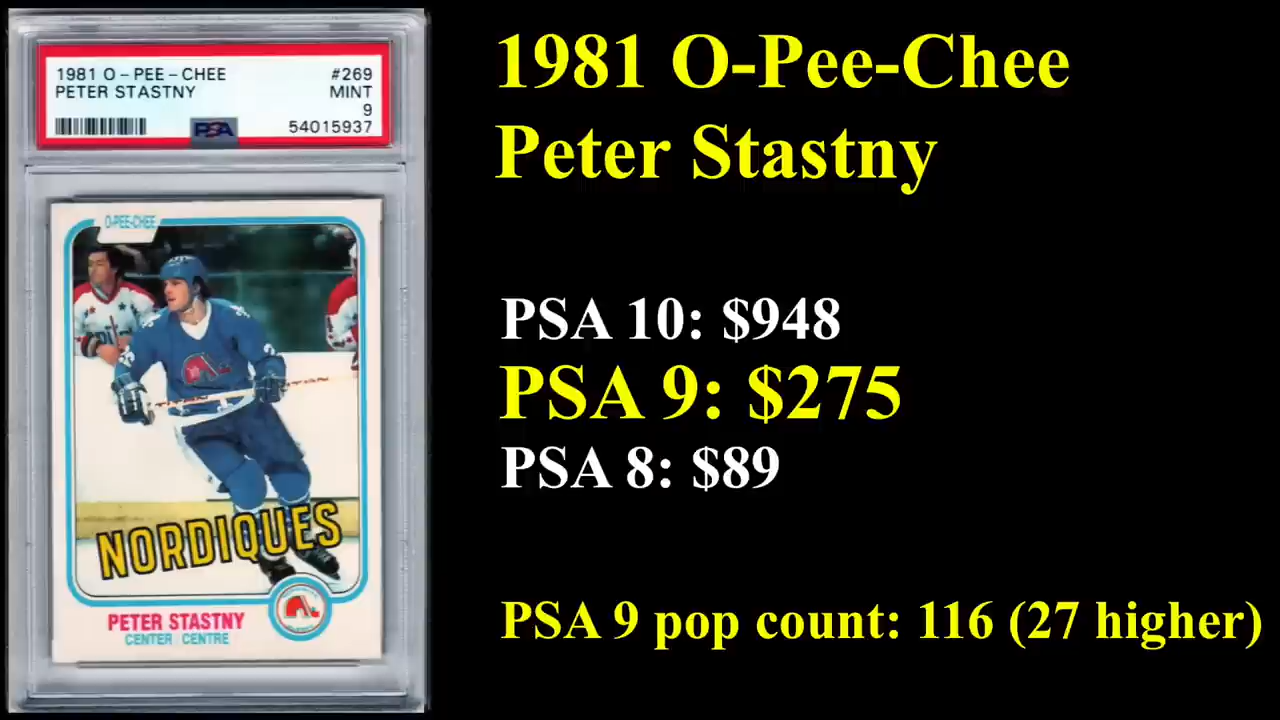 1981 O-PEE-CHEE #269
PETER STASTNY MINT
9
PSA 54015937
O-PEE-CHEE
NORDIQUES
PETER STASTNY
CENTER CENTRE
1981 O-Pee-Chee
Peter Stastny
PSA 10: $948
PSA 9: $275
PSA 8: $89
PSA 9 pop count: 116 (27 higher)